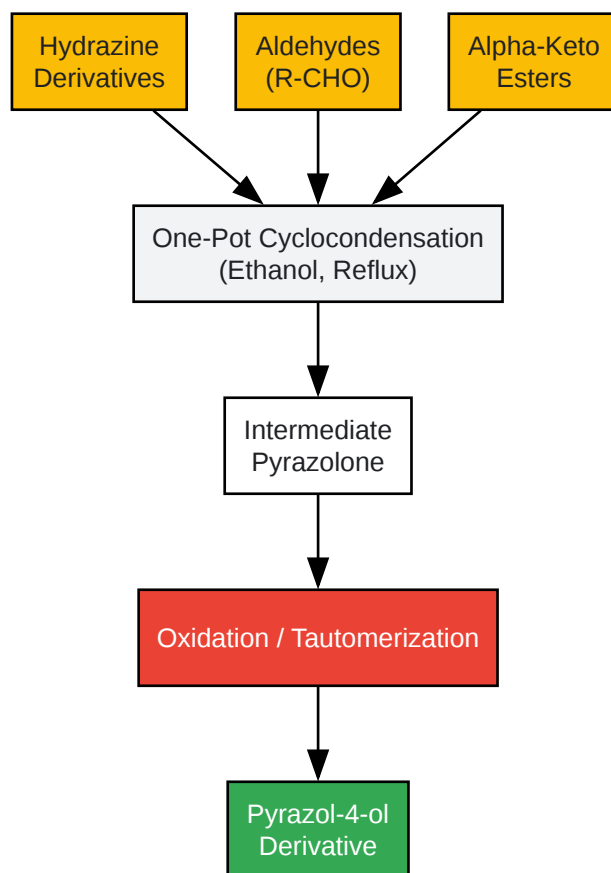 Hydrazine
Derivatives
Aldehydes
(R-CHO)
Alpha-Keto
Esters
One-Pot Cyclocondensation
(Ethanol, Reflux)
Intermediate
Pyrazolone
Oxidation / Tautomerization
Pyrazol-4-ol
Derivative